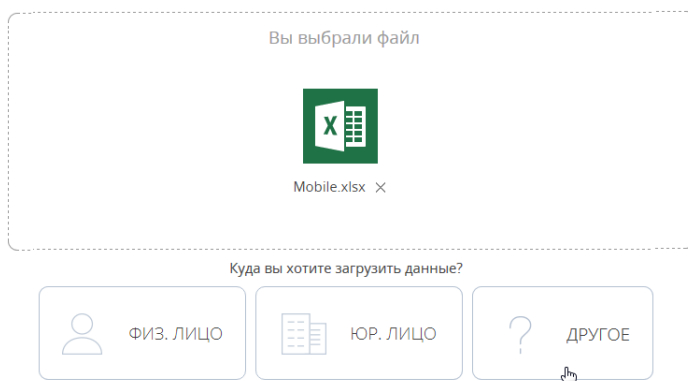 Вы выбрали файл
X
Mobile.xlsx
Куда вы хотите загрузить данные?
ФИЗ. ЛИЦО
ЮР. ЛИЦО
?
ДРУГОЕ